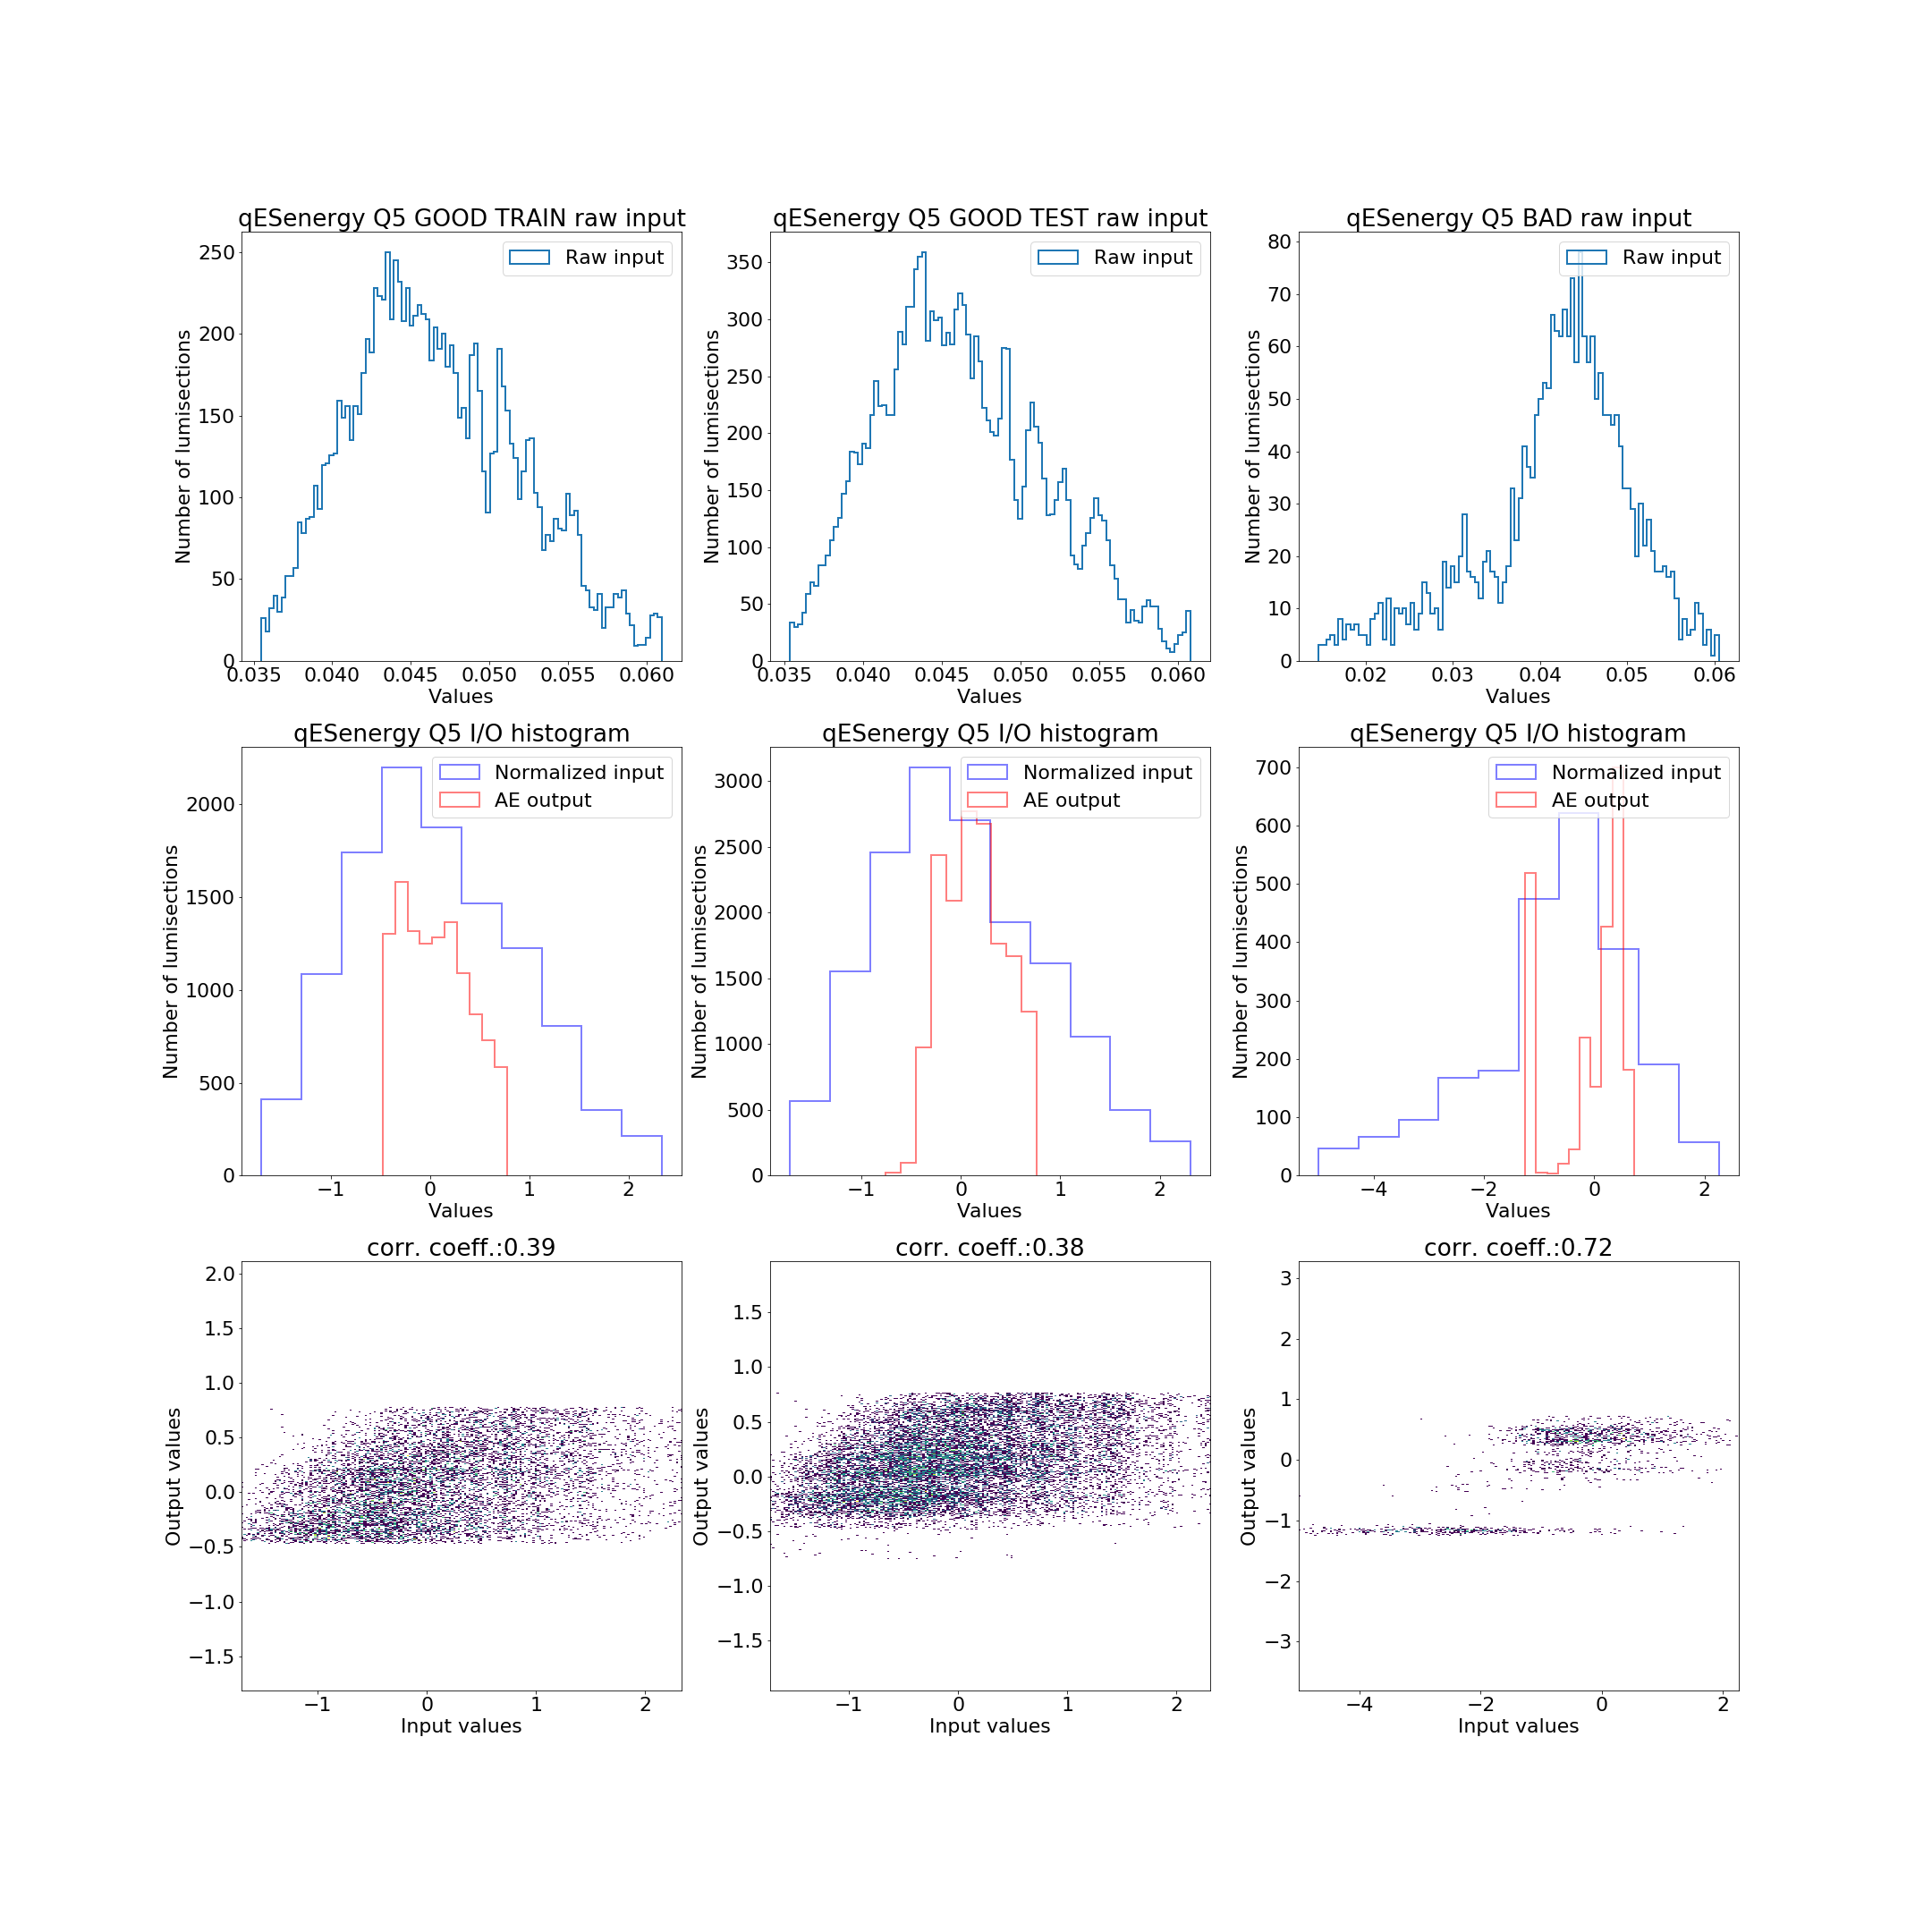 qESenergy Q5 GOOD TRAIN raw input
250
200
150
100
50
0
Number of lumisections
Raw input
0.035 0.040 0.045 0.050 0.055 0.060
Values
qESenergy Q5 GOOD TEST raw input
350
300
250
200
150
100
50
0
Number of lumisections
Raw input
0.035 0.040 0.045 0.050 0.055 0.060
Values
qESenergy Q5 BAD raw input
80
70
60
50
40
30
20
10
0
Number of lumisections
Raw input
0.02 0.03 0.04 0.05 0.06
Values
qESenergy Q5 I/O histogram
2000
1500
1000
500
0
Number of lumisections
Normalized input
AE output
−1 0 1 2
Values
qESenergy Q5 I/O histogram
3000
2500
2000
1500
1000
500
0
Number of lumisections
Normalized input
AE output
−1 0 1 2
Values
qESenergy Q5 I/O histogram
700
600
500
400
300
200
100
0
Number of lumisections
Normalized input
AE output
−4 −2 0 2
Values
corr. coeff.:0.39
2.0
1.5
1.0
0.5
0.0
−0.5
−1.0
−1.5
Output values
−1 0 1 2
Input values
corr. coeff.:0.38
1.5
1.0
0.5
0.0
−0.5
−1.0
−1.5
Output values
−1 0 1 2
Input values
corr. coeff.:0.72
3
2
1
0
−1
−2
−3
Output values
−4 −2 0 2
Input values